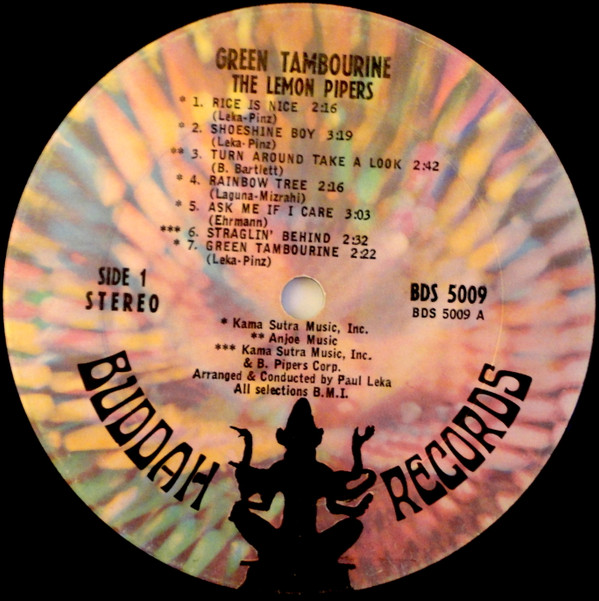 GREEN TAMBOURINE
THE LEMON PIPERS
* 1. RICE IS NICE 2:16
(Leka-Pinz)
* 2. SHOESHINE BOY 3:19
(Leka-Pinz)
** 3. TURN AROUND TAKE A LOOK 2:42
(B. Bartlett)
* 4. RAINBOW TREE 2:16
(Laguna-Mizrahi)
* 5. ASK ME IF I CARE 3:03
(Ehrmann)
*** 6. STRAGLIN' BEHIND 2:32
* 7. GREEN TAMBOURINE 2:22
(Leka-Pinz)
SIDE 1
STEREO
BDS 5009
BDS 5009 A
* Kama Sutra Music, Inc.
** Anjoe Music
*** Kama Sutra Music, Inc.
& B. Pipers Corp.
Arranged & Conducted by Paul Leka
All selections B.M.I.
BUDDAH RECORDS